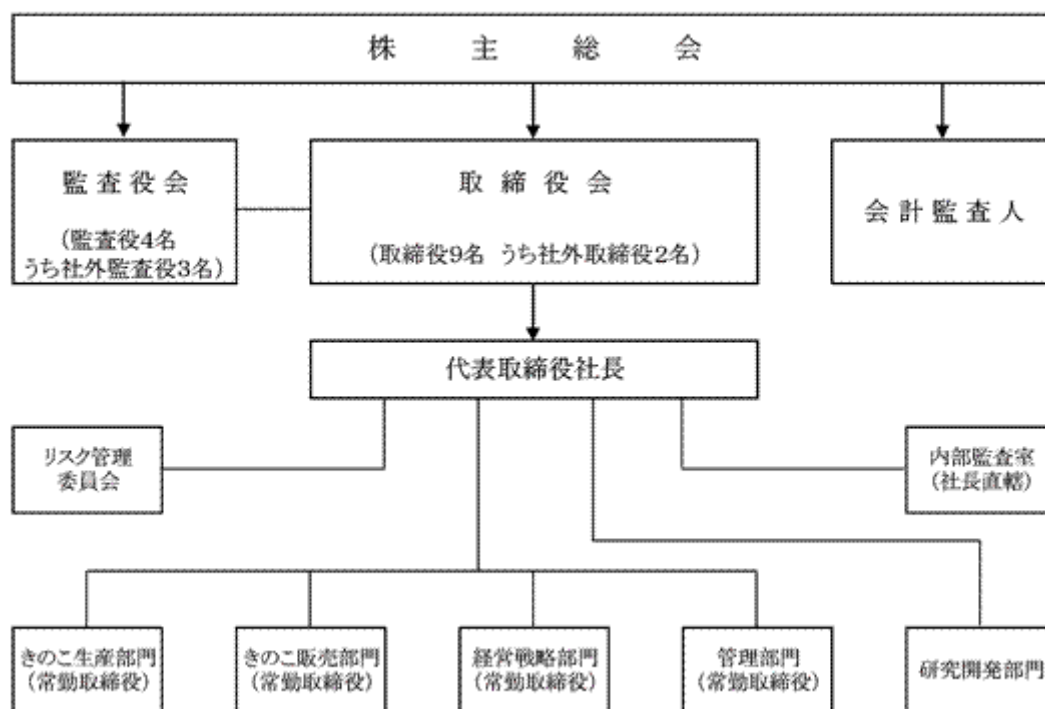 株主総会
監査役会
(監査役4名
うち社外監査役3名)
取締役会
(取締役9名 うち社外取締役2名)
会計監査人
代表取締役社長
リスク管理
委員会
内部監査室
(社長直轄)
きのこ生産部門
(常勤取締役)
きのこ販売部門
(常勤取締役)
経営戦略部門
(常勤取締役)
管理部門
(常勤取締役)
研究開発部門